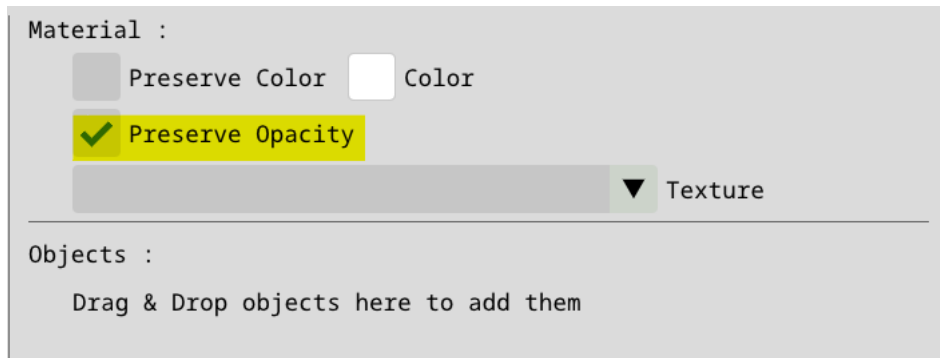 Material :
Preserve Color Color
Preserve Opacity
Texture
Objects :
Drag & Drop objects here to add them